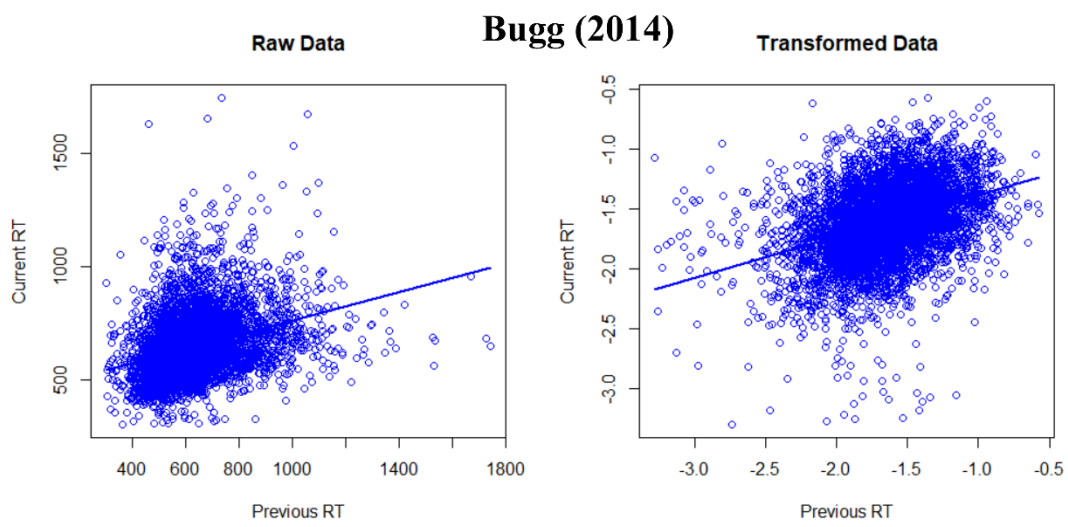 Bugg (2014)
Raw Data
Current RT
1500
1000
500
400 600 800 1000 1400 1800
Previous RT
Transformed Data
Current RT
-0.5
-1.0
-1.5
-2.0
-2.5
-3.0
-3.0 -2.5 -2.0 -1.5 -1.0 -0.5
Previous RT